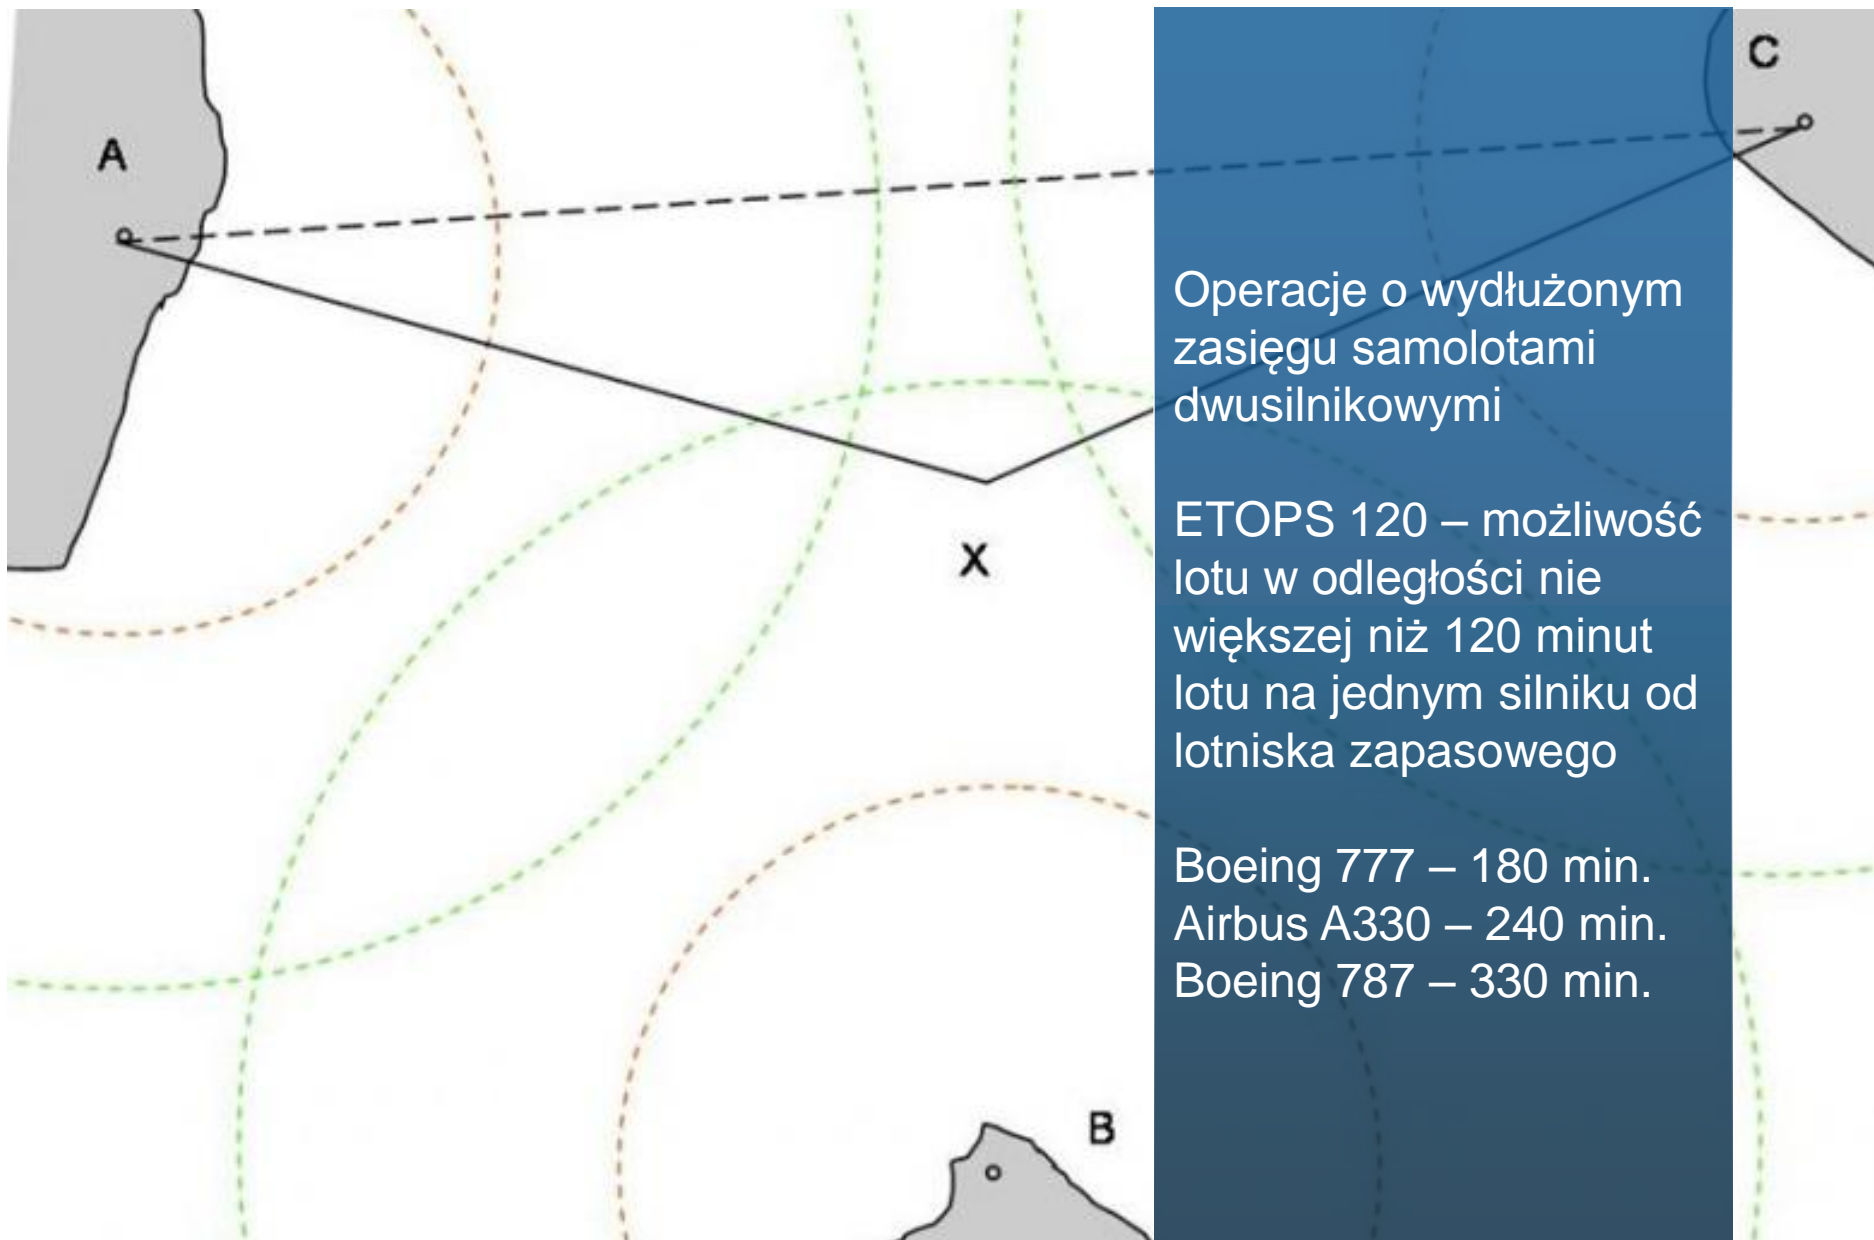 A
C
X
B
Operacje o wydłużonym
zasięgu samolotami
dwusilnikowymi
ETOPS 120 – możliwość
lotu w odległości nie
większej niż 120 minut
lotu na jednym silniku od
lotniska zapasowego
Boeing 777 – 180 min.
Airbus A330 – 240 min.
Boeing 787 – 330 min.